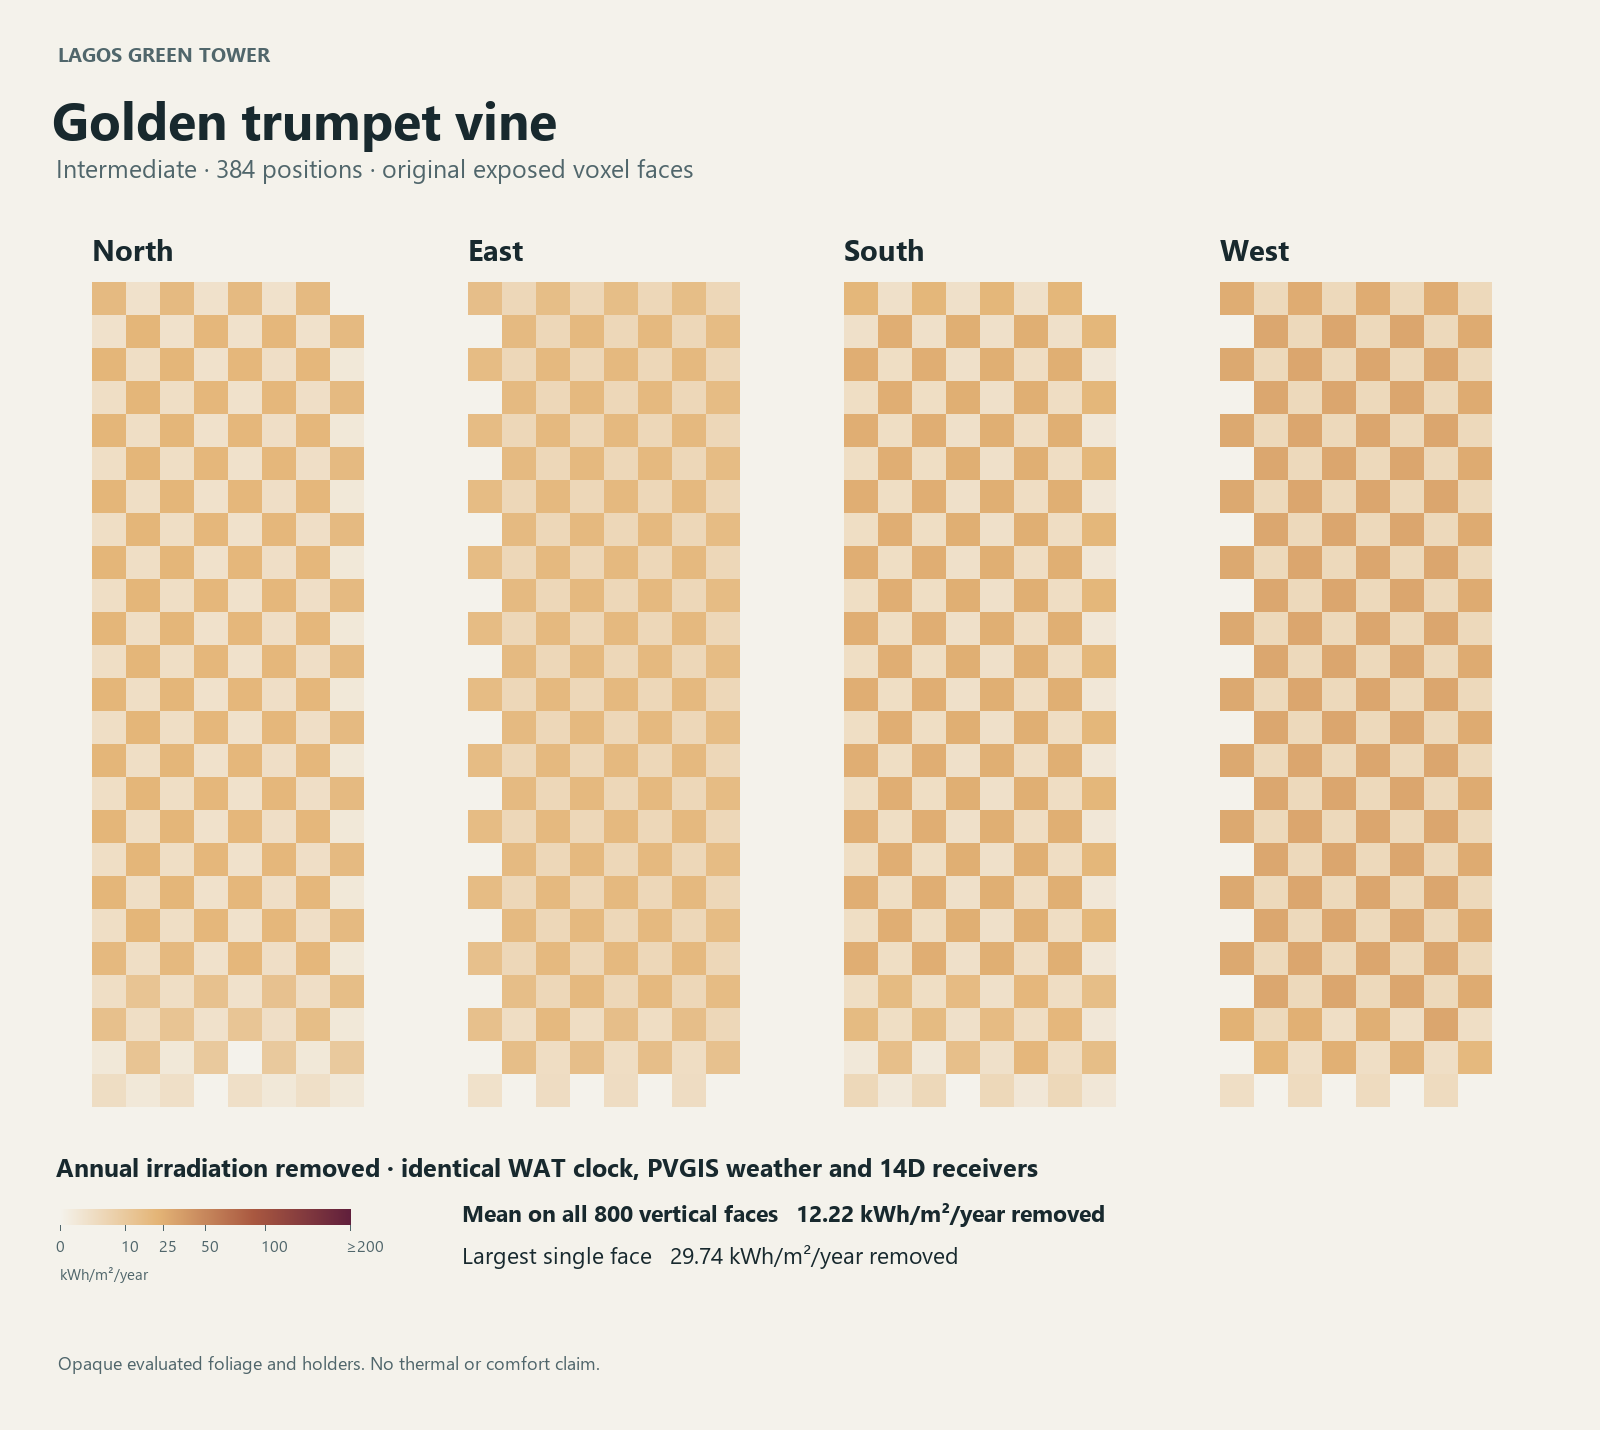 LAGOS GREEN TOWER
Golden trumpet vine
Intermediate · 384 positions · original exposed voxel faces
North East South West
Annual irradiation removed · identical WAT clock, PVGIS weather and 14D receivers
Mean on all 800 vertical faces 12.22 kWh/m²/year removed
0 10 25 50 100 ≥200
Largest single face 29.74 kWh/m²/year removed
kWh/m²/year
Opaque evaluated foliage and holders. No thermal or comfort claim.